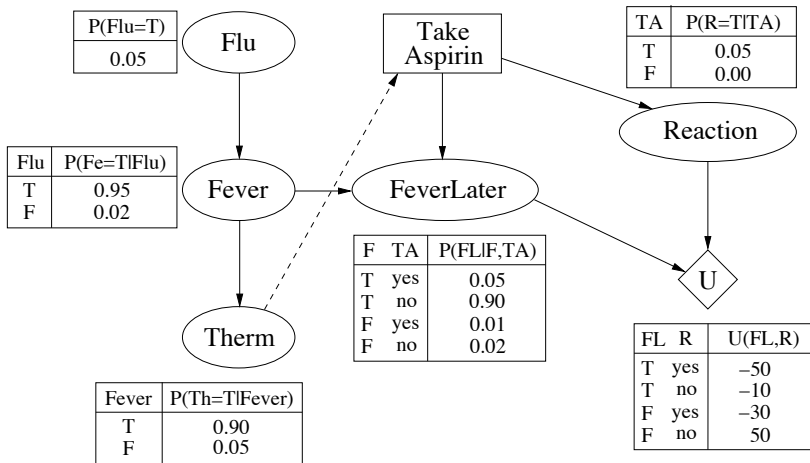 P(Flu=T)
0.05
Flu
Take
Aspirin
TA P(R=T|TA)
T 0.05
F 0.00
Reaction
Flu P(Fe=T|Flu)
T 0.95
F 0.02
Fever
FeverLater
F TA P(FL|F,TA)
T yes 0.05
T no 0.90
F yes 0.01
F no 0.02
U
Therm
FL R U(FL,R)
T yes –50
T no –10
F yes –30
F no 50
Fever P(Th=T|Fever)
T 0.90
F 0.05